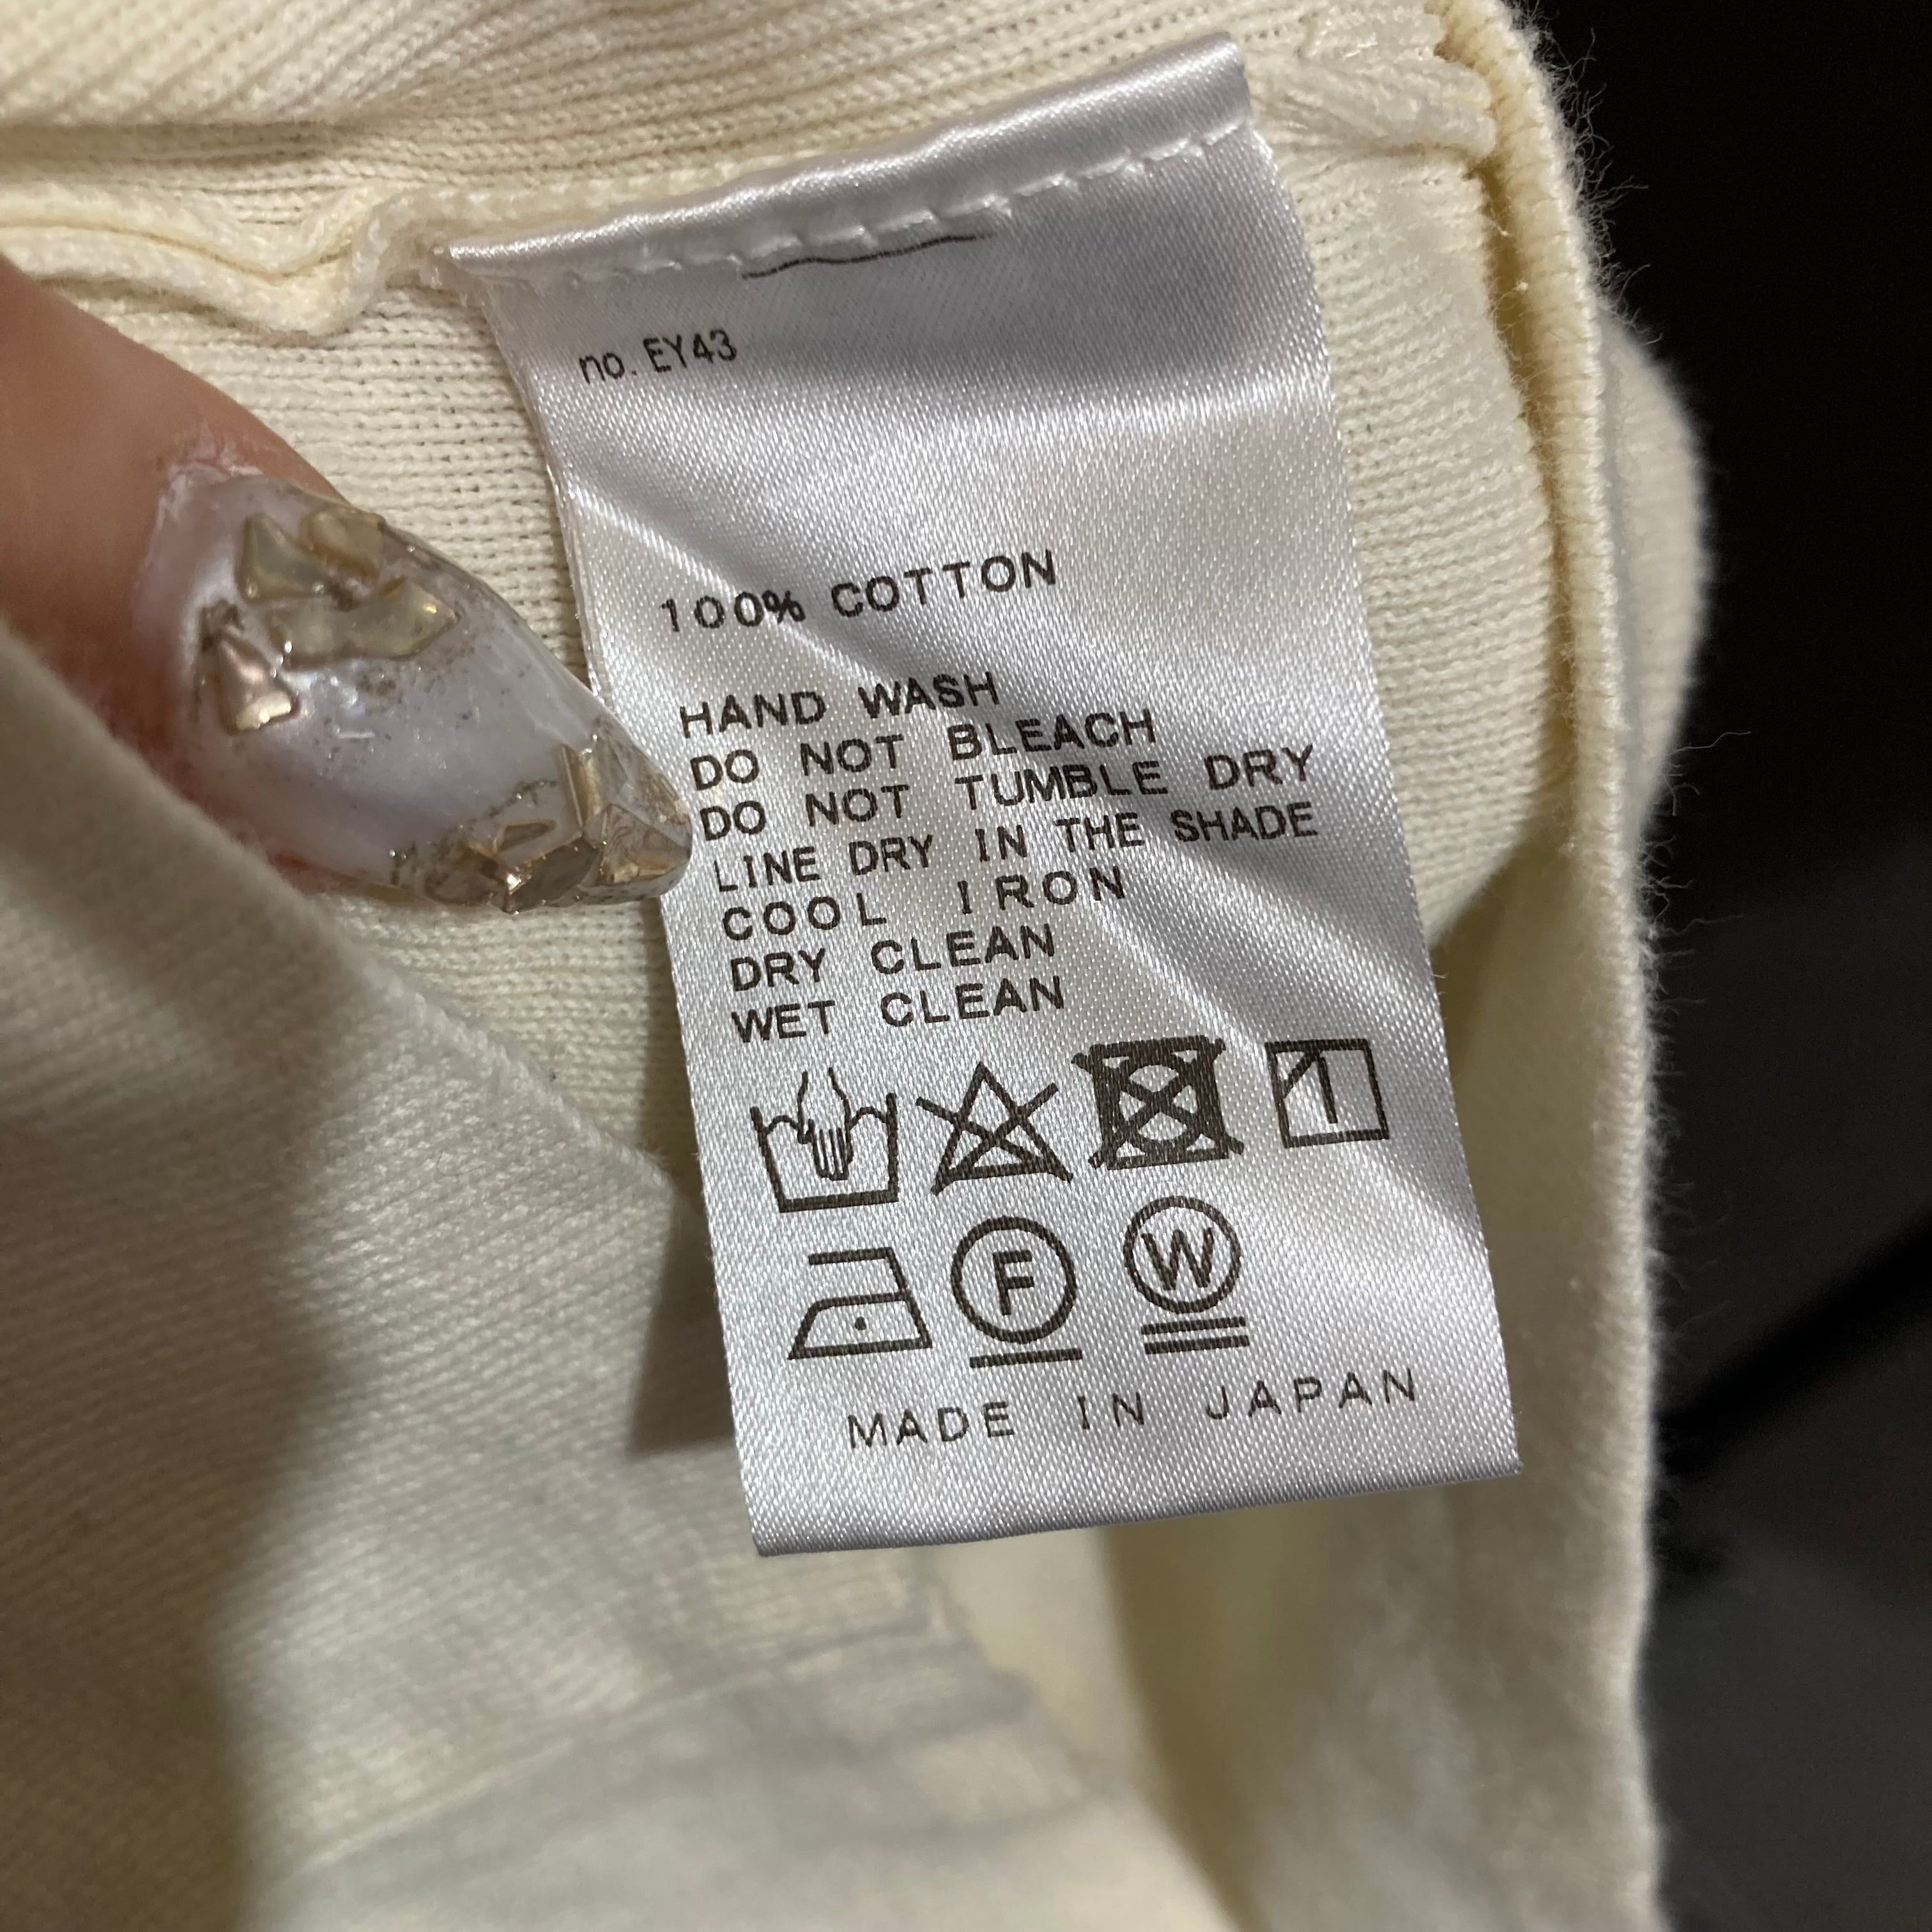 no. EY43
100% COTTON
HAND WASH
DO NOT BLEACH
DO NOT TUMBLE DRY
LINE DRY IN THE SHADE
COOL IRON
DRY CLEAN
WET CLEAN
F W
MADE IN JAPAN